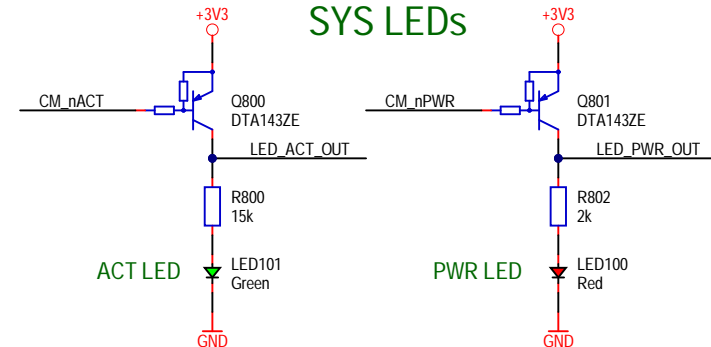 SYS LEDs
+3V3
CM_nACT
Q800
DTA143ZE
LED_ACT_OUT
R800
15k
ACT LED
LED101
Green
GND
+3V3
CM_nPWR
Q801
DTA143ZE
LED_PWR_OUT
R802
2k
PWR LED
LED100
Red
GND